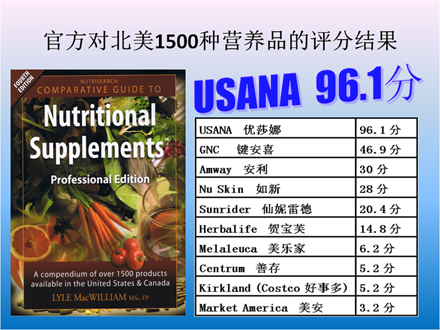 官方对北美1500种营养品的评分结果
FOURTH
EDITION
NUTRISEARCH
COMPARATIVE GUIDE TO
Nutritional
Supplements
Professional Edition
A compendium of over 1500 products
available in the United States & Canada
LYLE MacWILLIAM MSc, FP
USANA 96.1分
USANA 优莎娜 96.1分
GNC 健安喜 46.9分
Amway 安利 30分
Nu Skin 如新 28分
Sunrider 仙妮雷德 20.4分
Herbalife 贺宝芙 14.8分
Melaleuca 美乐家 6.2分
Centrum 善存 5.2分
Kirkland (Costco 好事多) 5.2分
Market America 美安 3.2分